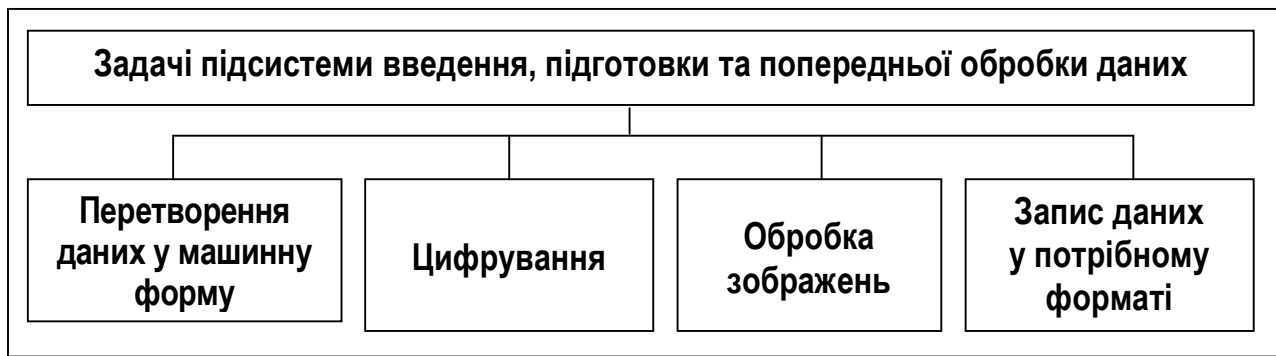 Задачі підсистеми введення, підготовки та попередньої обробки даних
Перетворення
даних у машинну
форму
Цифрування
Обробка
зображень
Запис даних
у потрібному
форматі